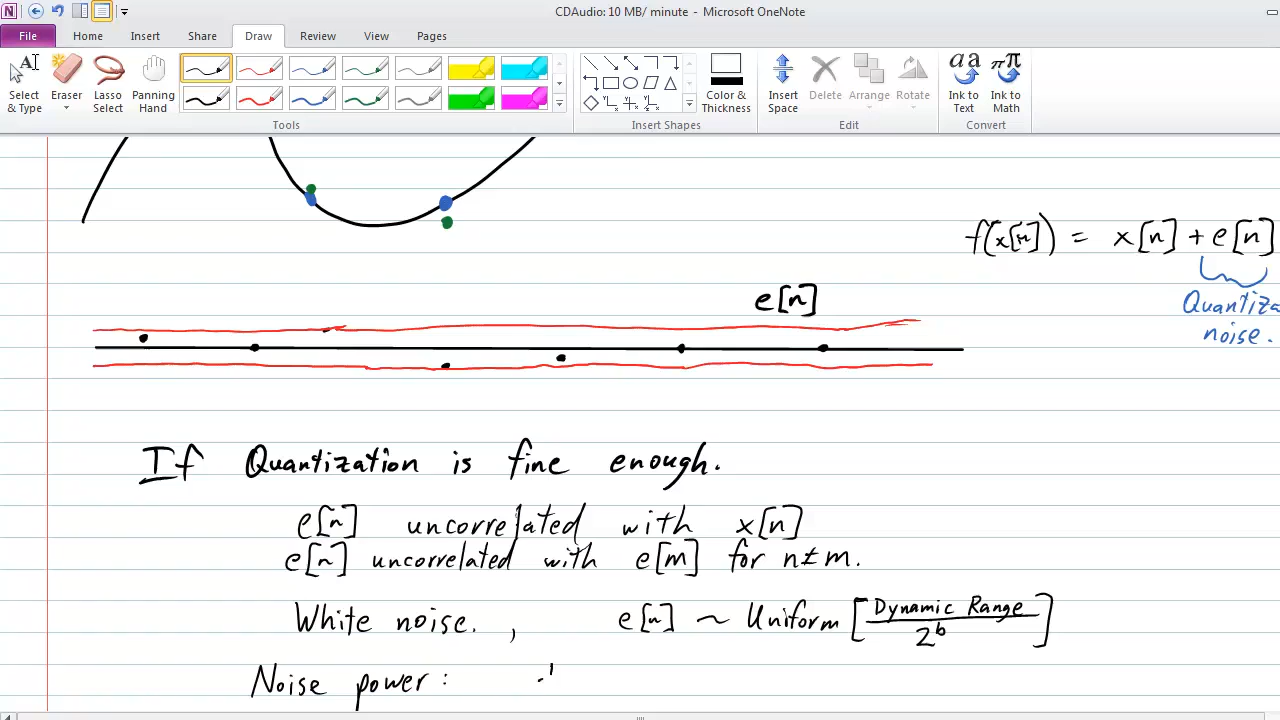 CDAudio: 10 MB/ minute - Microsoft OneNote
File Home Insert Share Draw Review View Pages
Select & Type Eraser Lasso Select Panning Hand Color & Thickness Insert Space Delete Arrange Rotate Ink to Text Ink to Math
Tools Insert Shapes Edit Convert
f(x[n]) = x[n] + e[n]
Quantiza
noise.
e[n]
If Quantization is fine enough.
e[n] uncorrelated with x[n]
e[n] uncorrelated with e[m] for n≠m.
White noise. , e[n] ~ Uniform [Dynamic Range / 2^b]
Noise power: